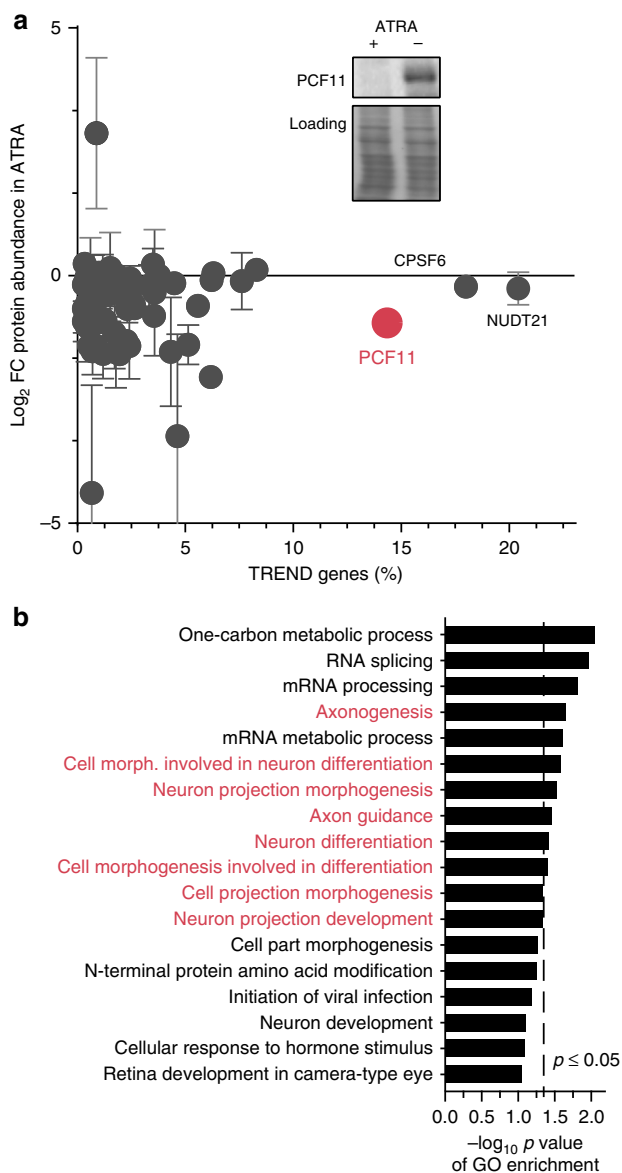 a
5
0
–5
Log2 FC protein abundance in ATRA
ATRA
+ –
PCF11
Loading
CPSF6
NUDT21
PCF11
0 5 10 15 20
TREND genes (%)
b
One-carbon metabolic process
RNA splicing
mRNA processing
Axonogenesis
mRNA metabolic process
Cell morph. involved in neuron differentiation
Neuron projection morphogenesis
Axon guidance
Neuron differentiation
Cell morphogenesis involved in differentiation
Cell projection morphogenesis
Neuron projection development
Cell part morphogenesis
N-terminal protein amino acid modification
Initiation of viral infection
Neuron development
Cellular response to hormone stimulus
Retina development in camera-type eye
p ≤ 0.05
0.0 0.5 1.0 1.5 2.0
–log10 p value
of GO enrichment